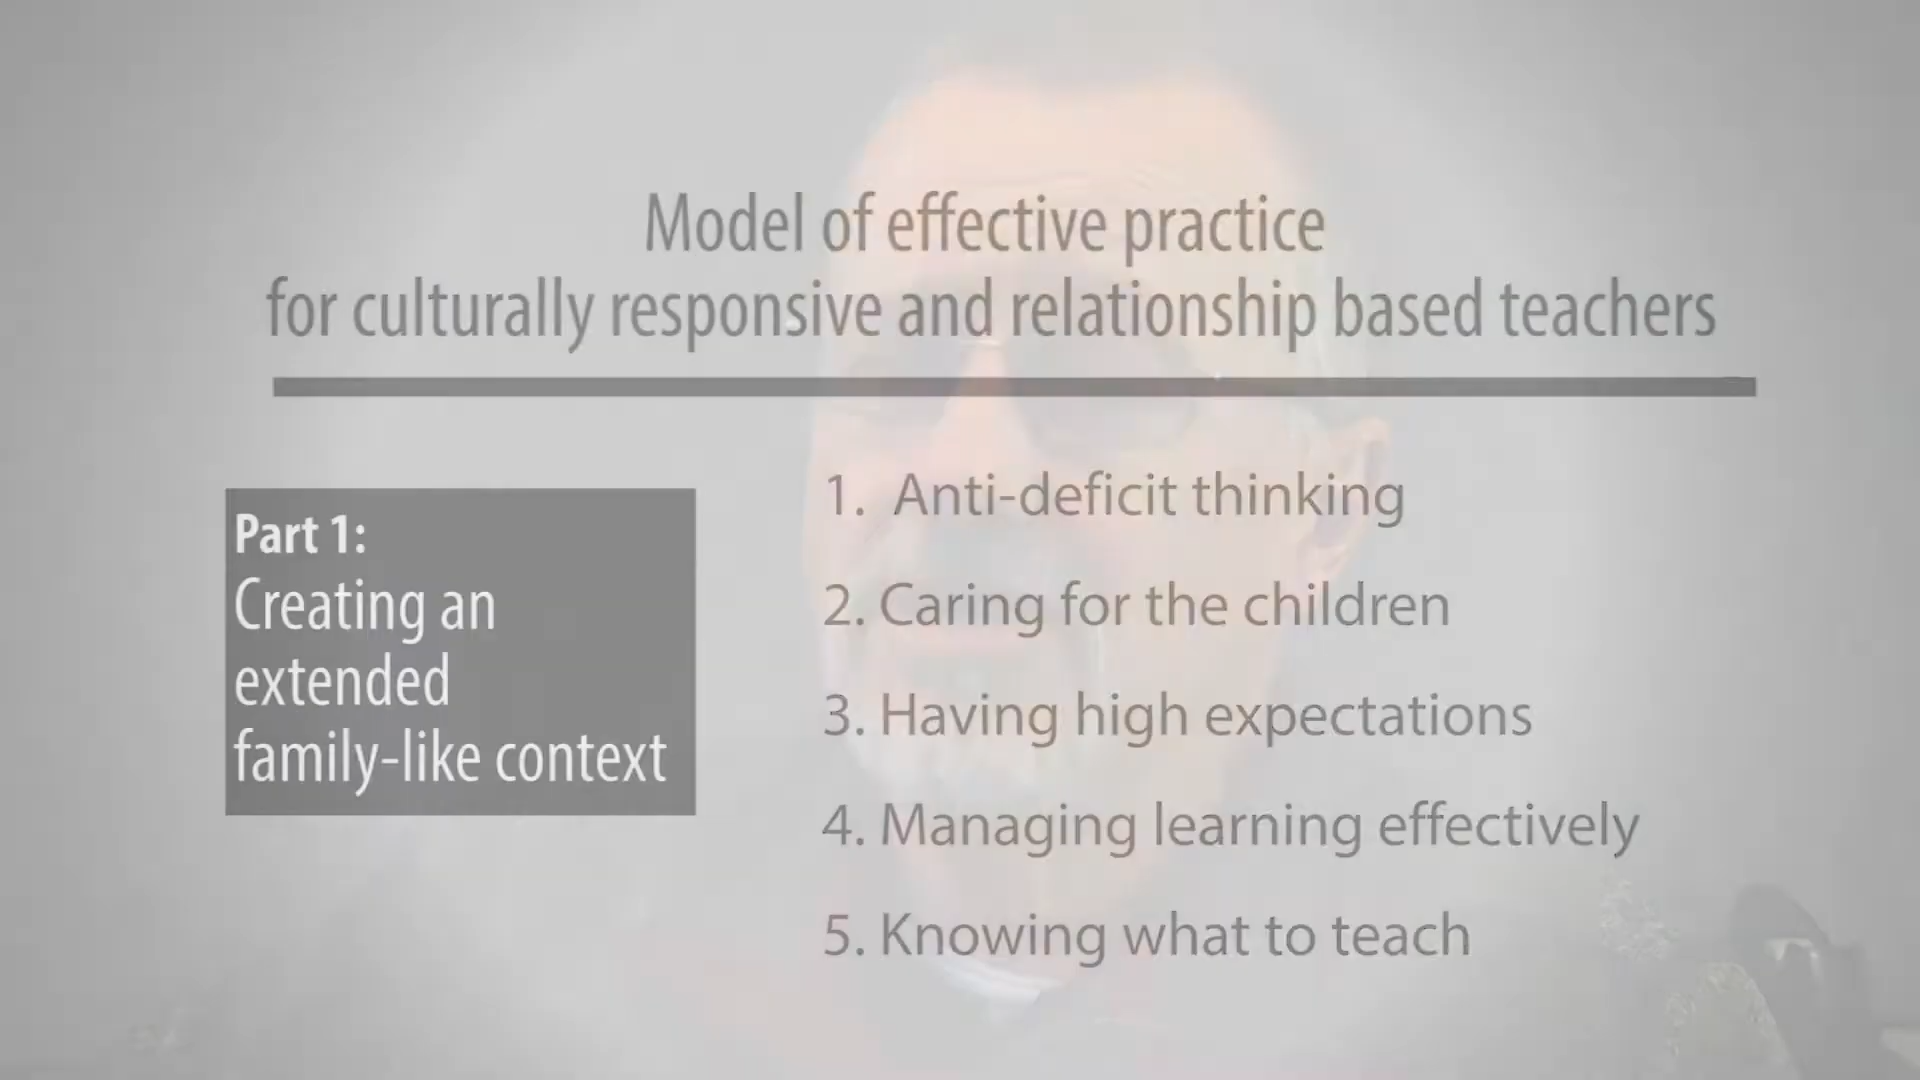 Model of effective practice
for culturally responsive and relationship based teachers
Part 1:
Creating an
extended
family-like context
1. Anti-deficit thinking
2. Caring for the children
3. Having high expectations
4. Managing learning effectively
5. Knowing what to teach